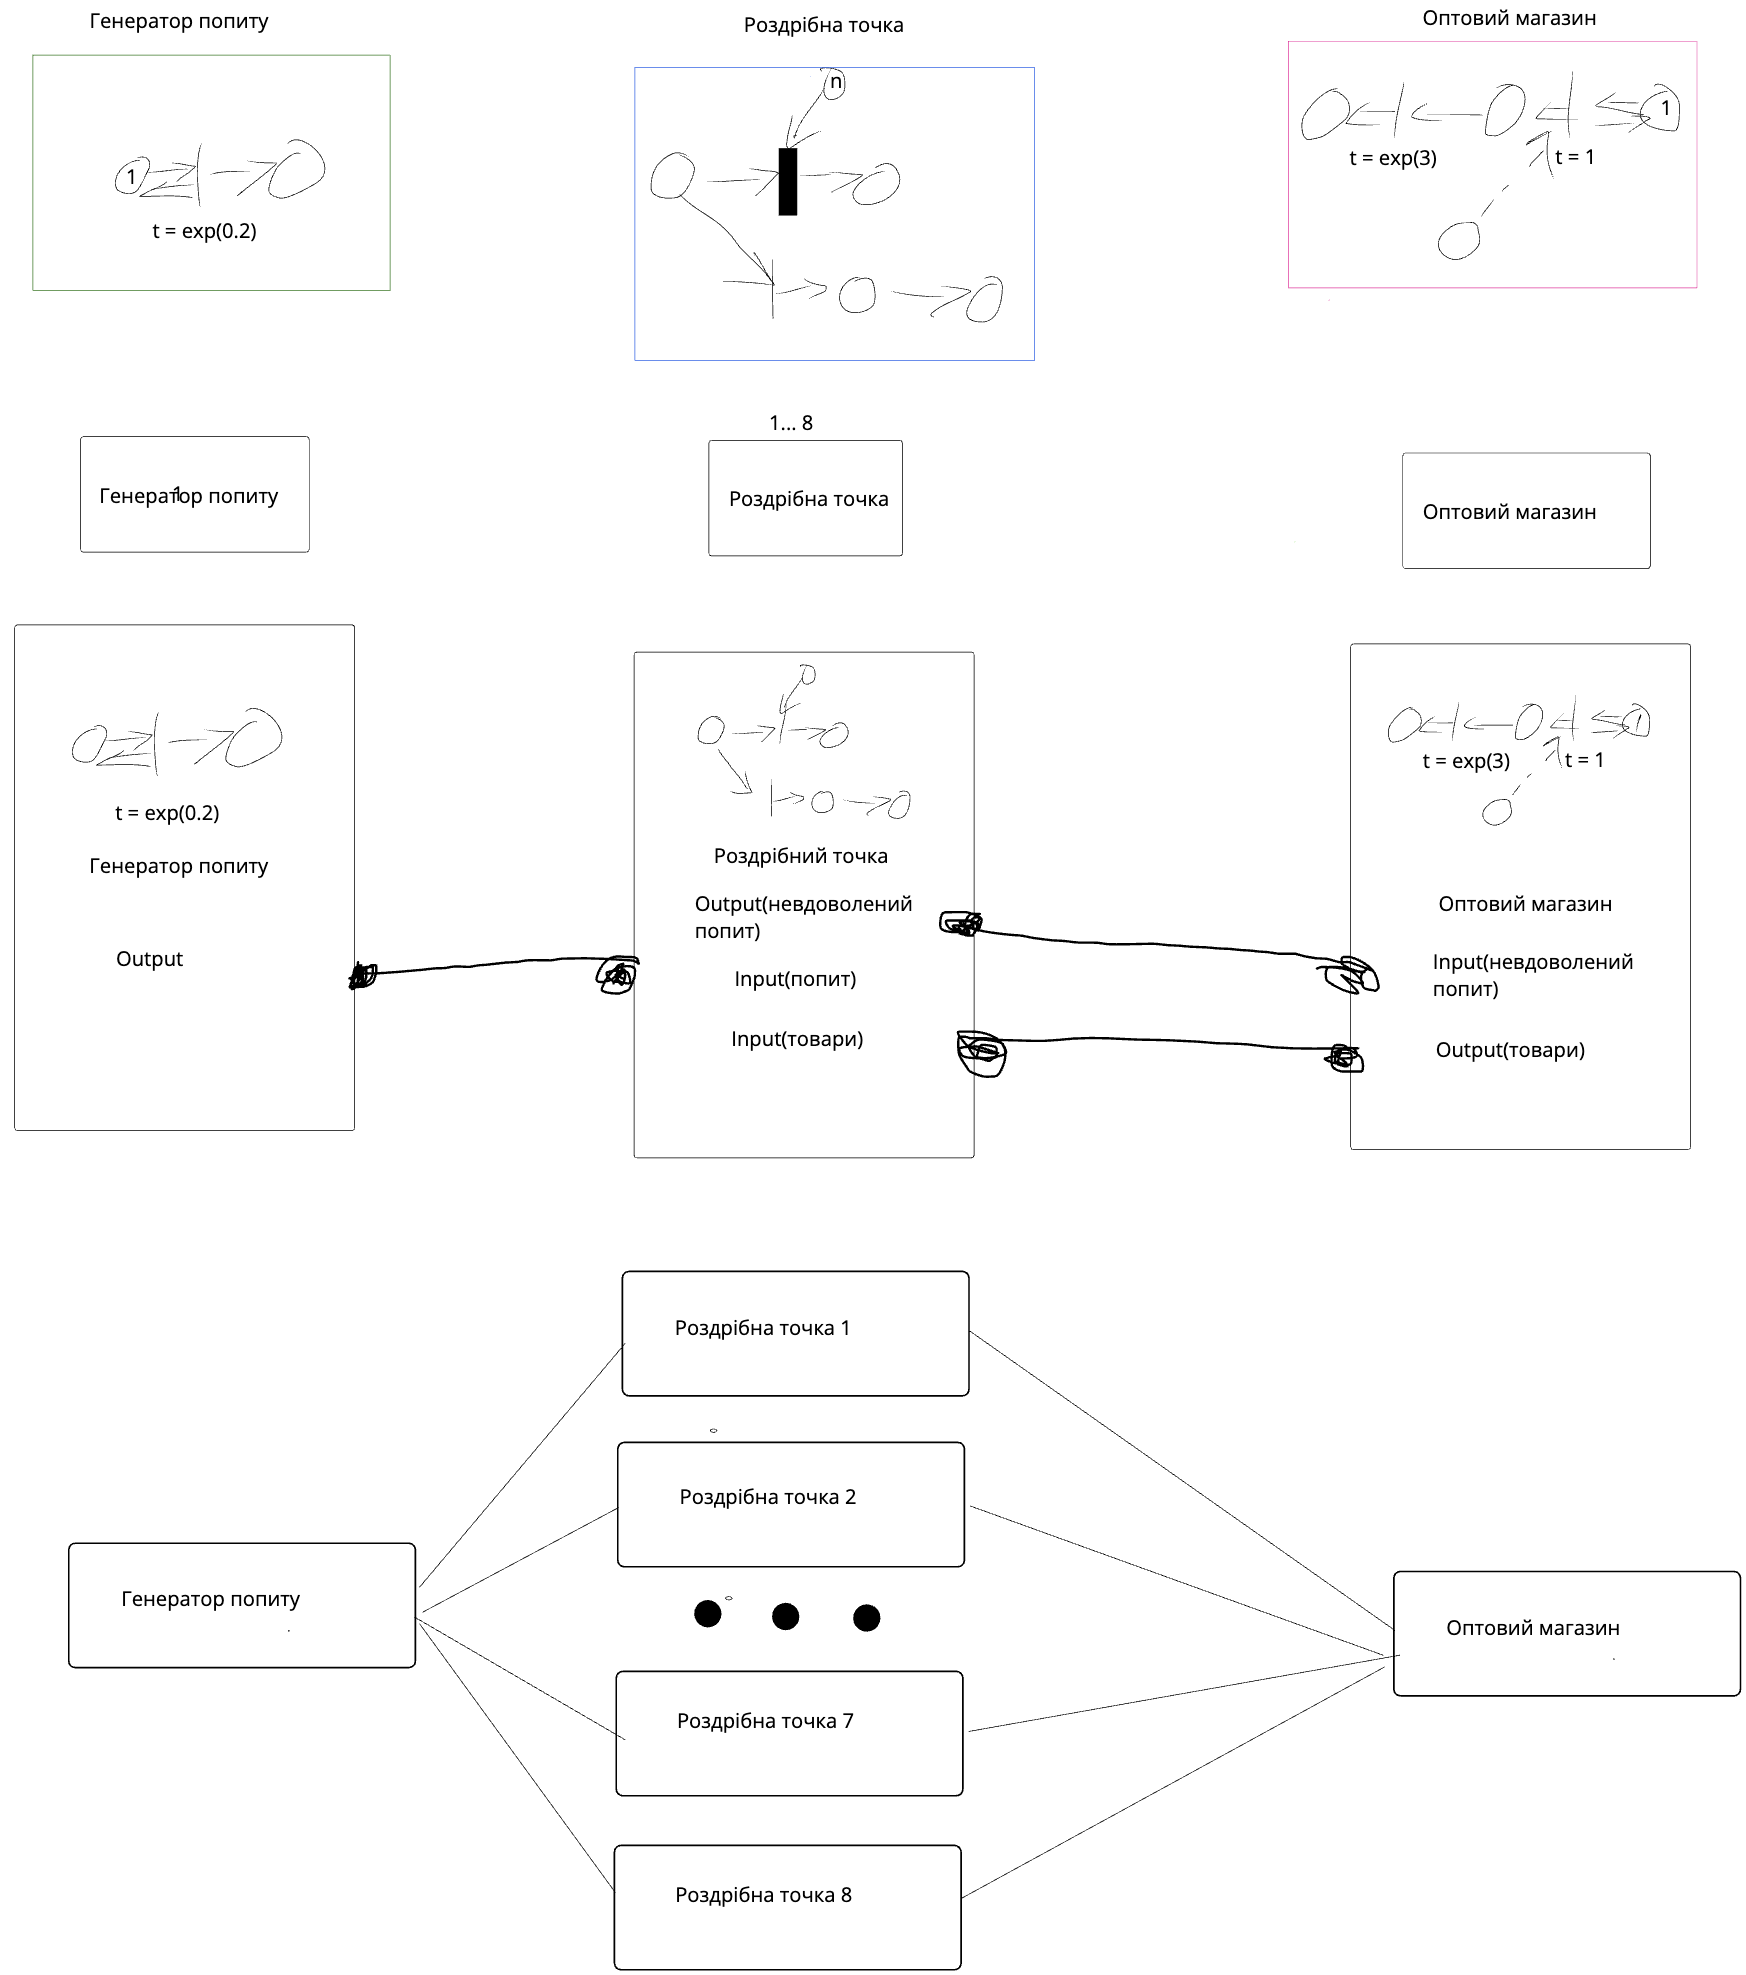 Генератор попиту
Роздрібна точка
Оптовий магазин
1
t = exp(0.2)
n
1
t = exp(3)
t = 1
1... 8
Генератор попиту
1
Роздрібна точка
Оптовий магазин
t = exp(0.2)
Генератор попиту
Output
Роздрібний точка
Output(невдоволений
попит)
Input(попит)
Input(товари)
1
t = exp(3)
t = 1
Оптовий магазин
Input(невдоволений
попит)
Output(товари)
Роздрібна точка 1
Роздрібна точка 2
Генератор попиту
Оптовий магазин
Роздрібна точка 7
Роздрібна точка 8